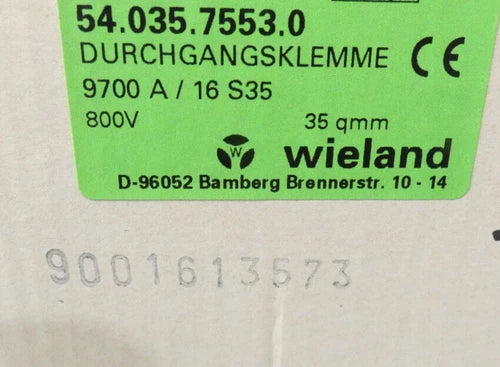 54.035.7553.0
DURCHGANGSKLEMME CE
9700 A / 16 S35
800V 35 qmm
W wieland
D-96052 Bamberg Brennerstr. 10 - 14
9001613573